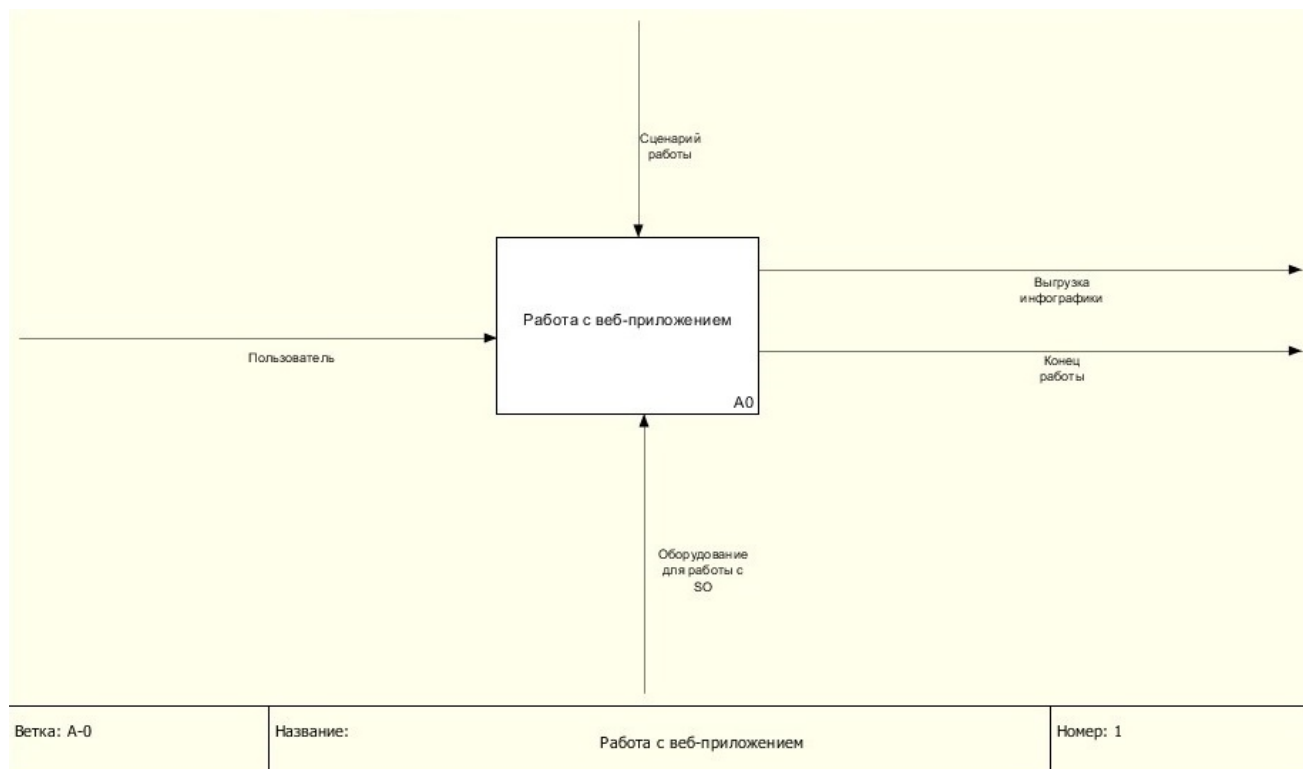 Сценарий
работы
Выгрузка
инфографики
Работа с веб-приложением
Пользователь
Конец
работы
A0
Оборудование
для работы с
SO
Ветка: A-0
Название:
Работа с веб-приложением
Номер: 1